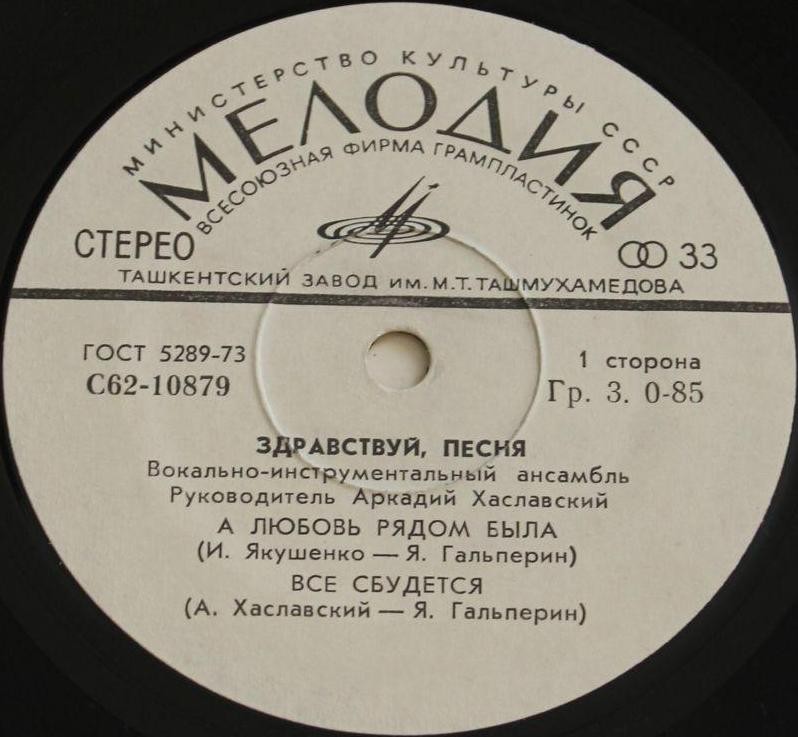 МИНИСТЕРСТВО КУЛЬТУРЫ СССР
МЕЛОДИЯ
ВСЕСОЮЗНАЯ ФИРМА ГРАМПЛАСТИНОК
СТЕРЕО
33
ТАШКЕНТСКИЙ ЗАВОД ИМ. М.Т. ТАШМУХАМЕДОВА
ГОСТ 5289-73
1 сторона
С62-10879
Гр. 3. 0-85
ЗДРАВСТВУЙ, ПЕСНЯ
Вокально-инструментальный ансамбль
Руководитель Аркадий Хаславский
А ЛЮБОВЬ РЯДОМ БЫЛА
(И. Якушенко — Я. Гальперин)
ВСЕ СБУДЕТСЯ
(А. Хаславский — Я. Гальперин)